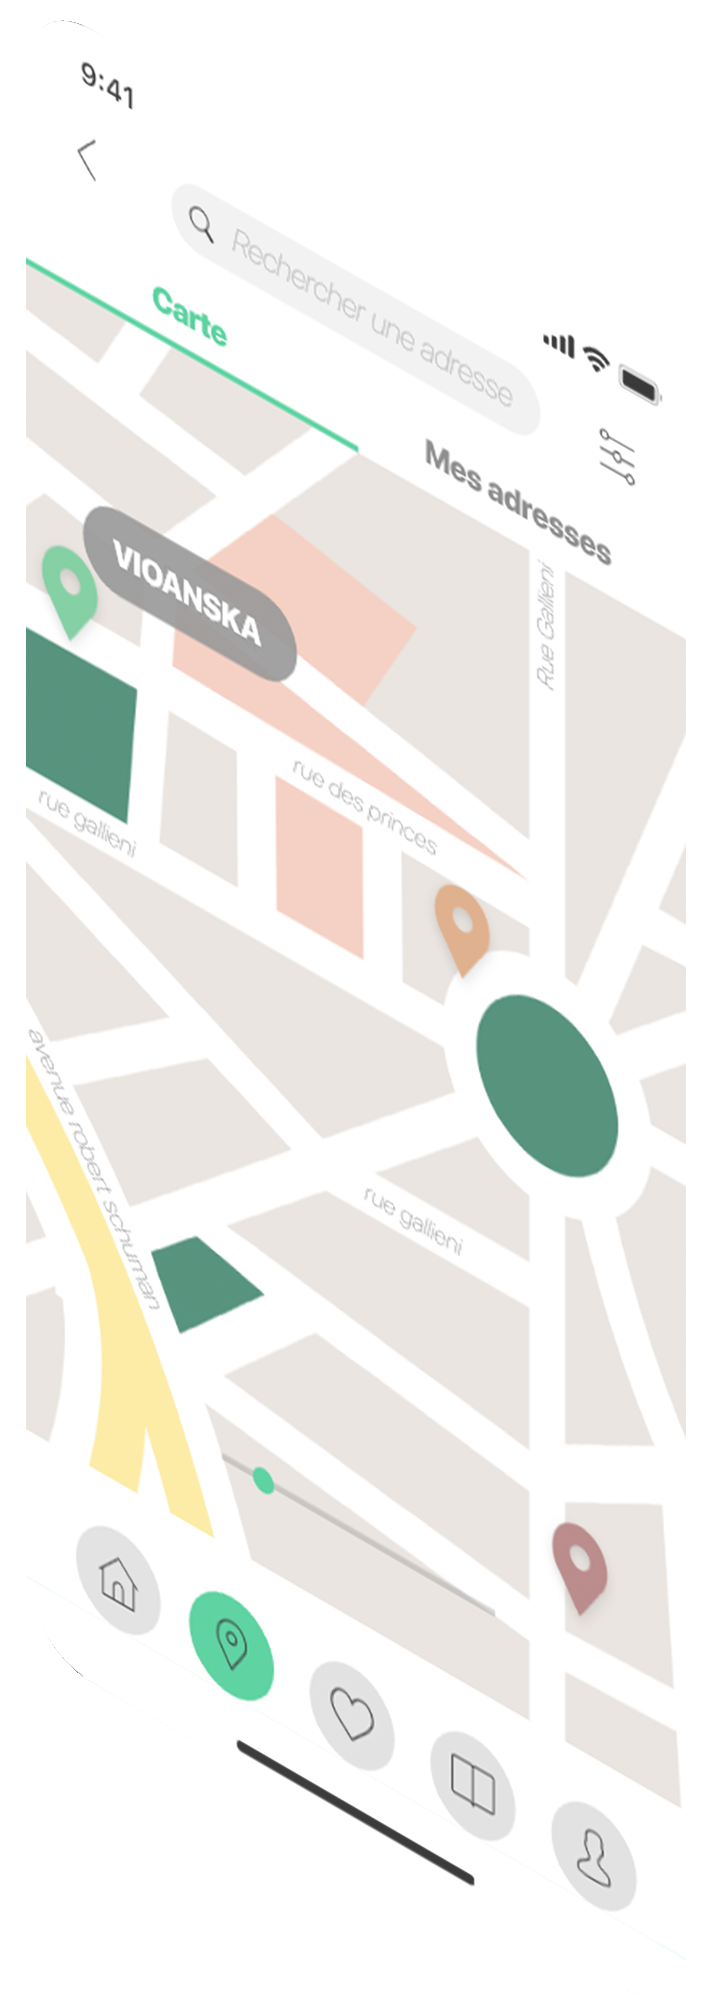 9:41
Rechercher une adresse
Carte
Mes adresses
VIOANSKA
Rue Gallieni
rue des princes
rue gallieni
avenue robert schuman
rue gallieni